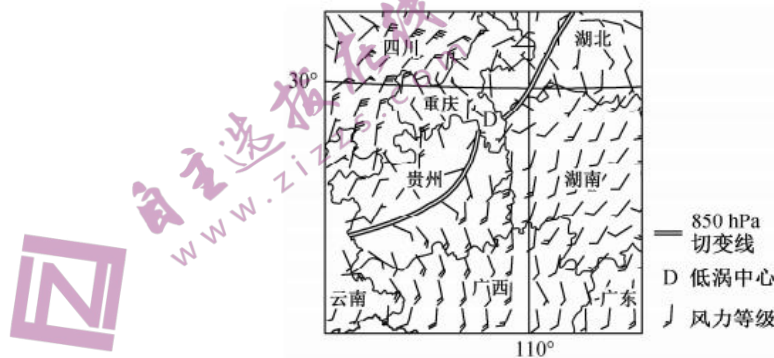 自主选拔在线
www.zizzs.com
四川
湖北
30°
重庆
D
贵州
湖南
850 hPa
切变线
D 低涡中心
云南
广西
广东
风力等级
110°